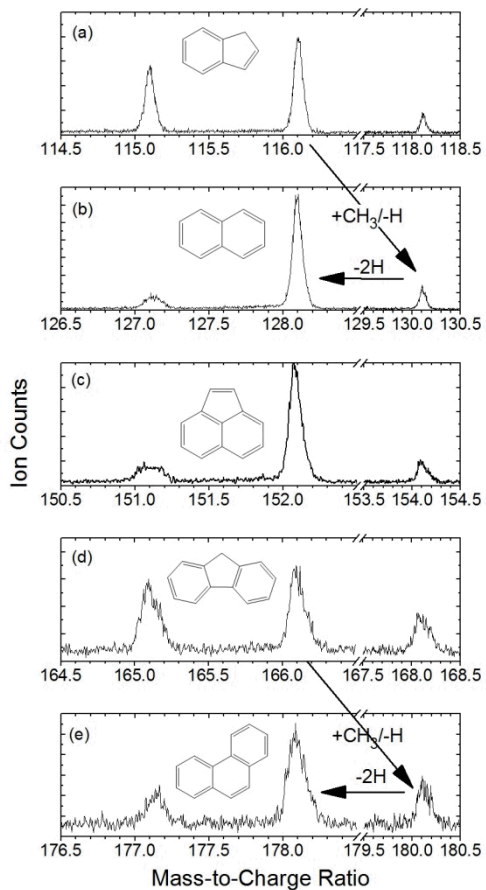 (a)
114.5 115.0 115.5 116.0 117.5 118.0 118.5
(b)
+CH3/-H
-2H
126.5 127.0 127.5 128.0 129.5 130.0 130.5
(c)
150.5 151.0 151.5 152.0 153.5 154.0 154.5
(d)
164.5 165.0 165.5 166.0 167.5 168.0 168.5
(e)
+CH3/-H
-2H
176.5 177.0 177.5 178.0 179.5 180.0 180.5
Ion Counts
Mass-to-Charge Ratio